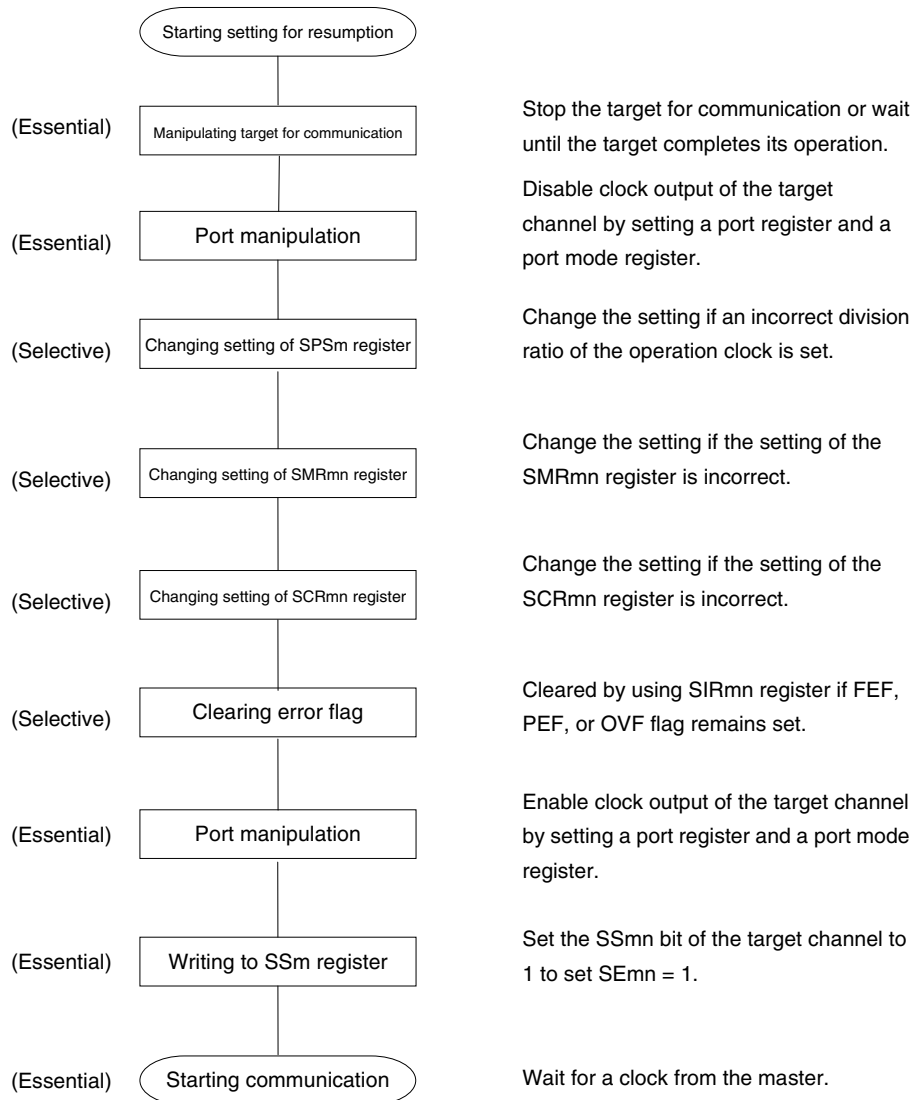 Starting setting for resumption
(Essential)
Manipulating target for communication
Stop the target for communication or wait
until the target completes its operation.
(Essential)
Port manipulation
Disable clock output of the target
channel by setting a port register and a
port mode register.
(Selective)
Changing setting of SPSm register
Change the setting if an incorrect division
ratio of the operation clock is set.
(Selective)
Changing setting of SMRmn register
Change the setting if the setting of the
SMRmn register is incorrect.
(Selective)
Changing setting of SCRmn register
Change the setting if the setting of the
SCRmn register is incorrect.
(Selective)
Clearing error flag
Cleared by using SIRmn register if FEF,
PEF, or OVF flag remains set.
(Essential)
Port manipulation
Enable clock output of the target channel
by setting a port register and a port mode
register.
(Essential)
Writing to SSm register
Set the SSmn bit of the target channel to
1 to set SEmn = 1.
(Essential)
Starting communication
Wait for a clock from the master.